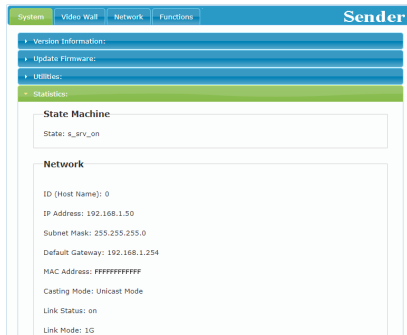 System Video Wall Network Functions Sender
Version Information:
Update Firmware:
Utilities:
Statistics:
State Machine
State: s_srv_on
Network
ID (Host Name): 0
IP Address: 192.168.1.50
Subnet Mask: 255.255.255.0
Default Gateway: 192.168.1.254
MAC Address: FFFFFFFFFFFF
Casting Mode: Unicast Mode
Link Status: on
Link Mode: 1G